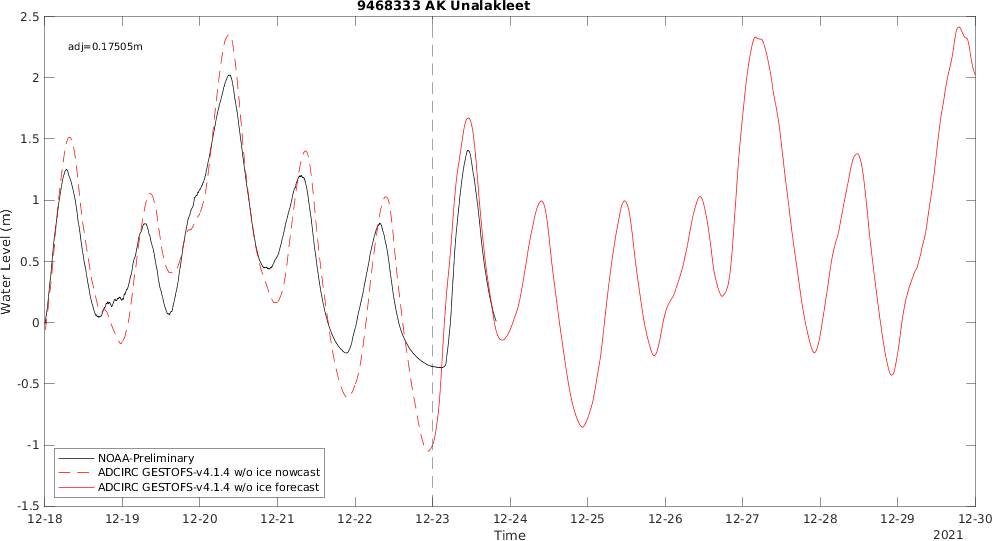 9468333 AK Unalakleet
adj=0.17505m
Water Level (m)
2.5
2
1.5
1
0.5
0
-0.5
-1
-1.5
NOAA-Preliminary
ADCIRC GESTOFS-v4.1.4 w/o ice nowcast
ADCIRC GESTOFS-v4.1.4 w/o ice forecast
12-18 12-19 12-20 12-21 12-22 12-23 12-24 12-25 12-26 12-27 12-28 12-29 12-30
Time
2021